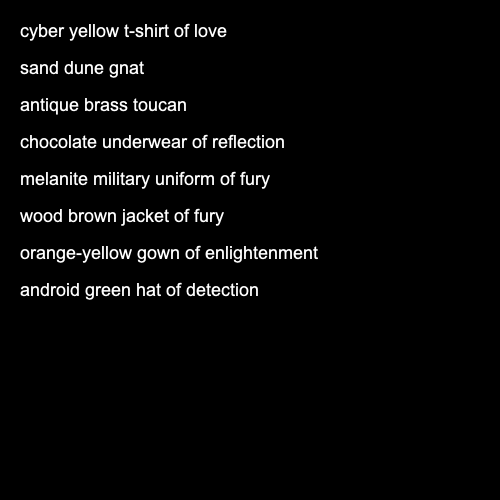 cyber yellow t-shirt of love
sand dune gnat
antique brass toucan
chocolate underwear of reflection
melanite military uniform of fury
wood brown jacket of fury
orange-yellow gown of enlightenment
android green hat of detection